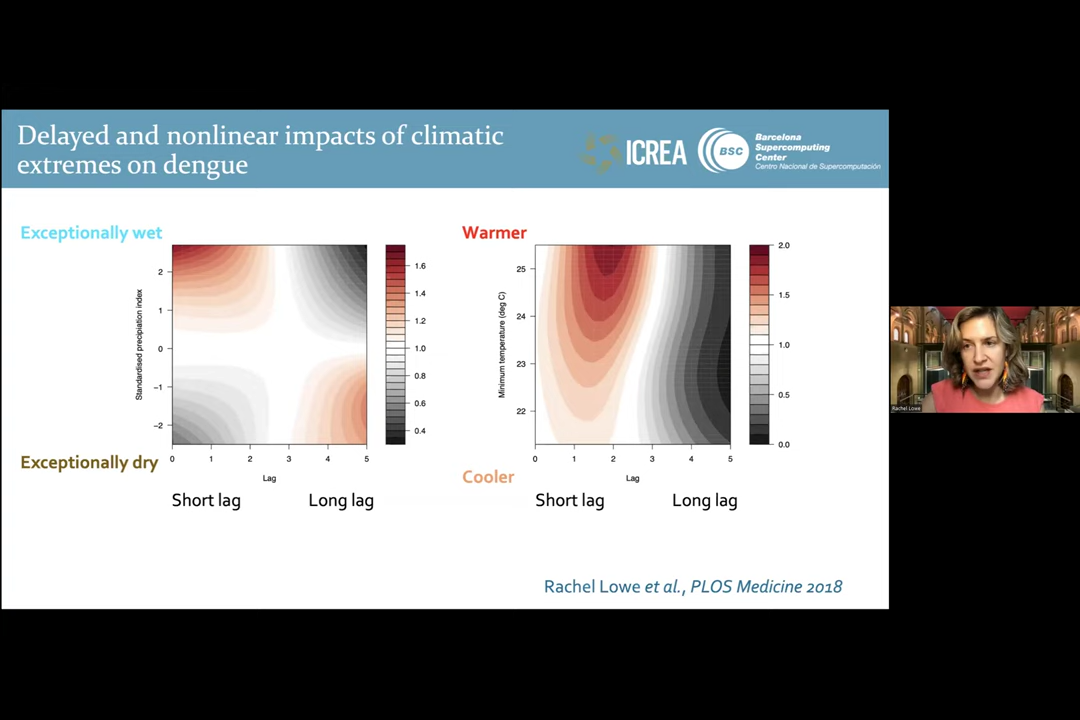 Delayed and nonlinear impacts of climatic
extremes on dengue
ICREA
BSC
Barcelona
Supercomputing
Center
Centro Nacional de Supercomputación
Exceptionally wet
Standardised precipiation index
2
1
0
−1
−2
0 1 2 3 4 5
Lag
1.6
1.4
1.2
1.0
0.8
0.6
0.4
Exceptionally dry
Short lag Long lag
Warmer
Minimum temperature (deg C)
25
24
23
22
0 1 2 3 4 5
Lag
2.0
1.5
1.0
0.5
0.0
Cooler
Short lag Long lag
Rachel Lowe et al., PLOS Medicine 2018
Rachel Lowe